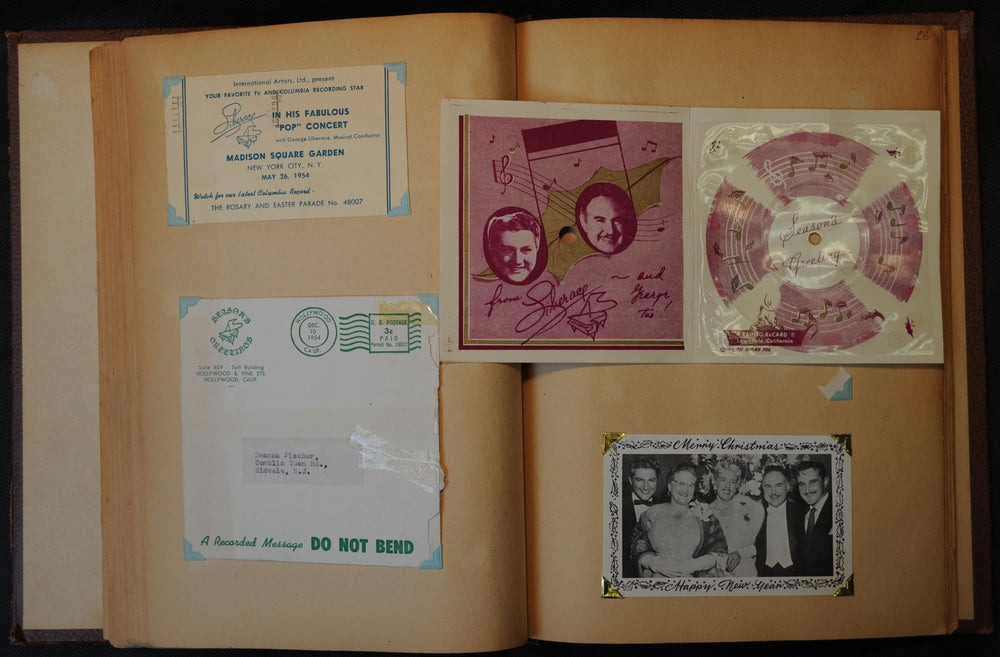 International Artists, Ltd., present
YOUR FAVORITE TV AND COLUMBIA RECORDING STAR
Liberace
IN HIS FABULOUS
"POP" CONCERT
with George Liberace, Musical Conductor
MADISON SQUARE GARDEN
NEW YORK CITY, N. Y.
MAY 26, 1954
Watch for our latest Columbia Record -
THE ROSARY AND EASTER PARADE No. 48007
SEASON'S
GREETINGS
Suite 609 - Taft Building
HOLLYWOOD & VINE STS.
HOLLYWOOD, CALIF.
HOLLYWOOD
DEC.
10
1954
CALIF.
U. S. POSTAGE
3c
PAID
Permit No.
Deanna Fischer,
Conklin Town Rd.,
Midvale, N.J.
A Recorded Message DO NOT BEND
23
from Liberace
~ and
George
too!
Season's
Greetings
California
Merry Christmas
Happy New Year